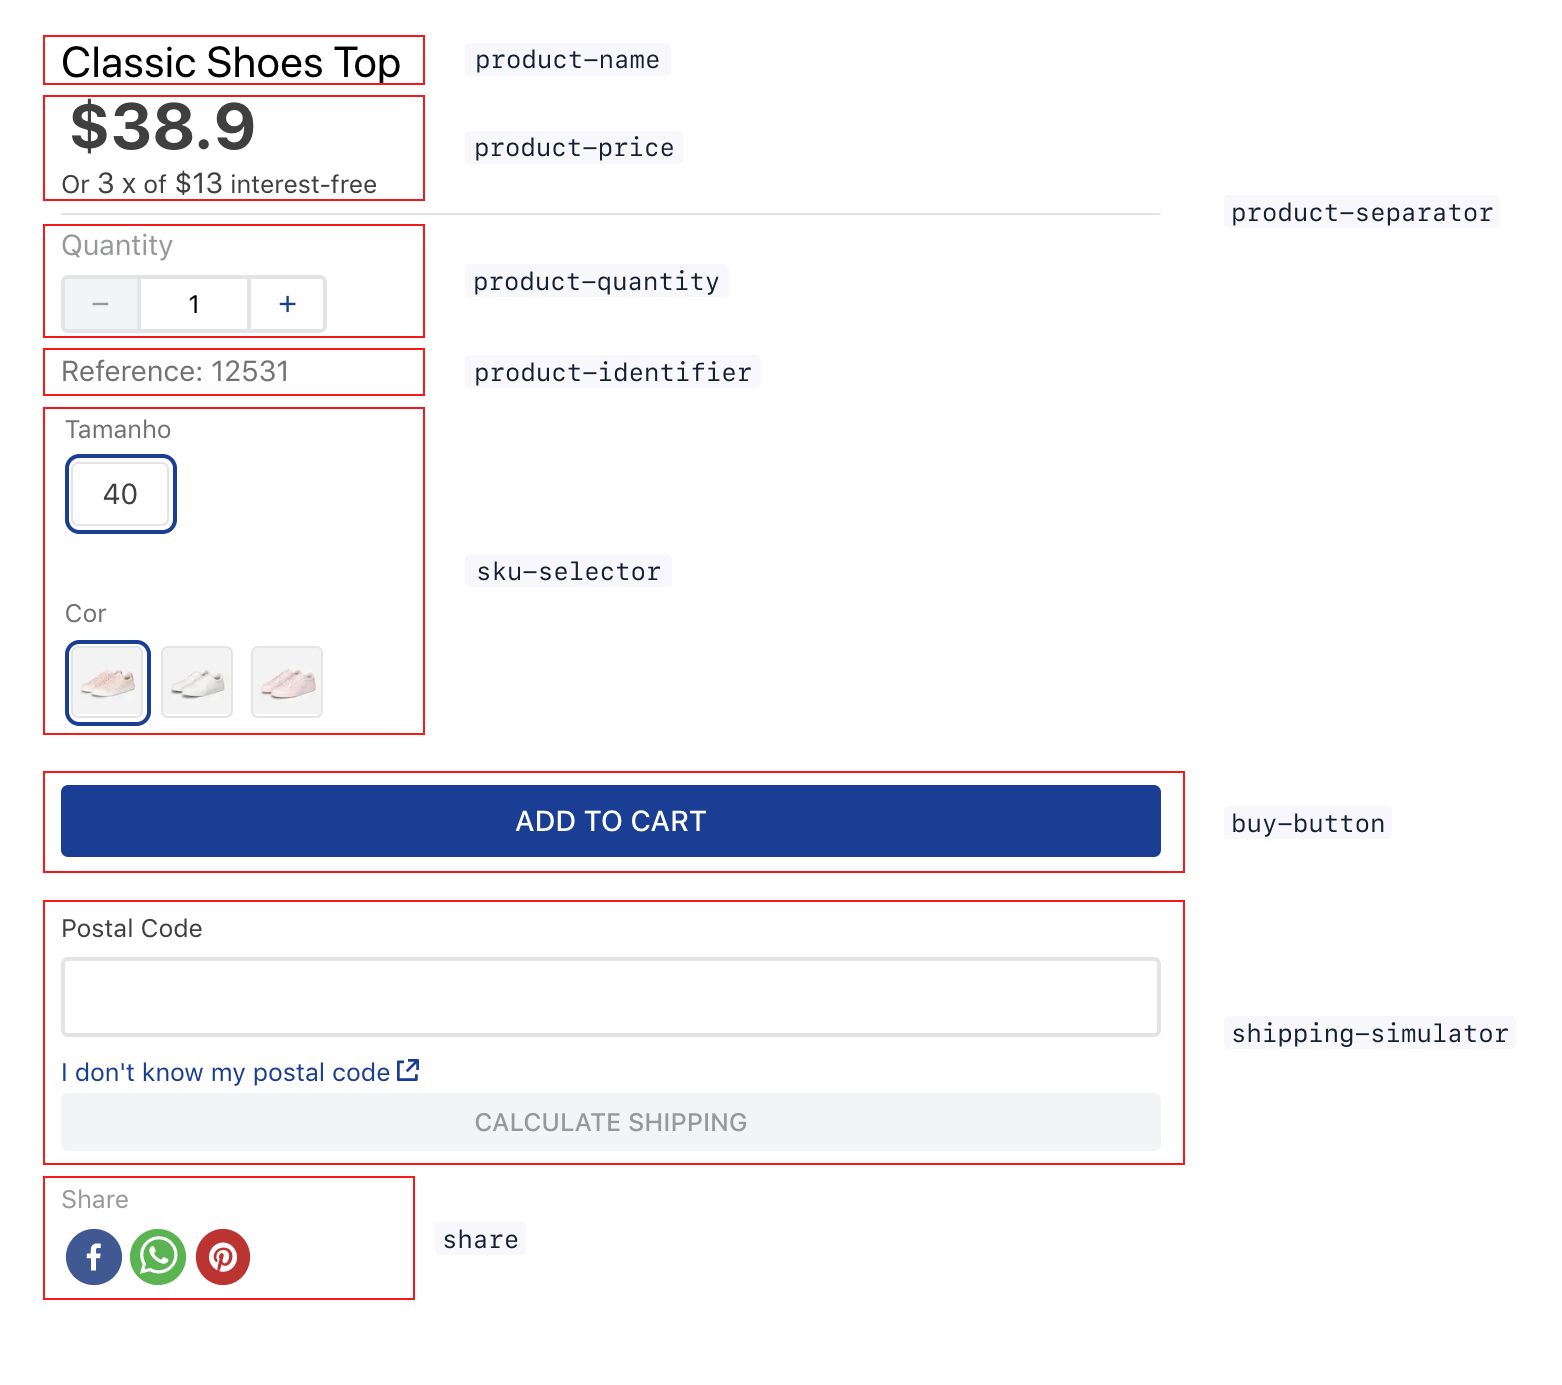 Classic Shoes Top
product-name
$38.9
product-price
Or 3 x of $13 interest-free
product-separator
Quantity
− 1 +
product-quantity
Reference: 12531
product-identifier
Tamanho
40
sku-selector
Cor
ADD TO CART
buy-button
Postal Code
shipping-simulator
I don't know my postal code
CALCULATE SHIPPING
Share
share